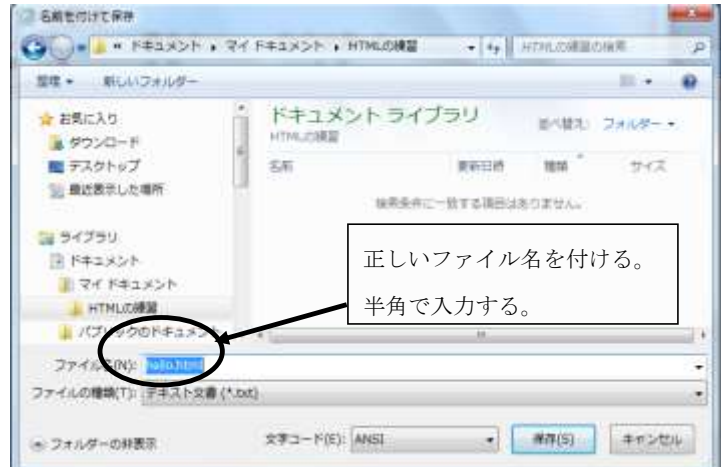 名前を付けて保存
« ドキュメント ▸ マイ ドキュメント ▸ HTMLの練習
HTMLの練習の検索
整理 ▾ 新しいフォルダー
お気に入り
ダウンロード
デスクトップ
最近表示した場所
ライブラリ
ドキュメント
マイ ドキュメント
HTMLの練習
パブリックのドキュメント
ドキュメント ライブラリ
HTMLの練習
並べ替え: フォルダー ▾
名前 更新日時 種類 サイズ
検索条件に一致する項目はありません。
正しいファイル名を付ける。
半角で入力する。
ファイル名(N): hello.html
ファイルの種類(T): テキスト文書 (*.txt)
フォルダーの非表示
文字コード(E): ANSI
保存(S)
キャンセル